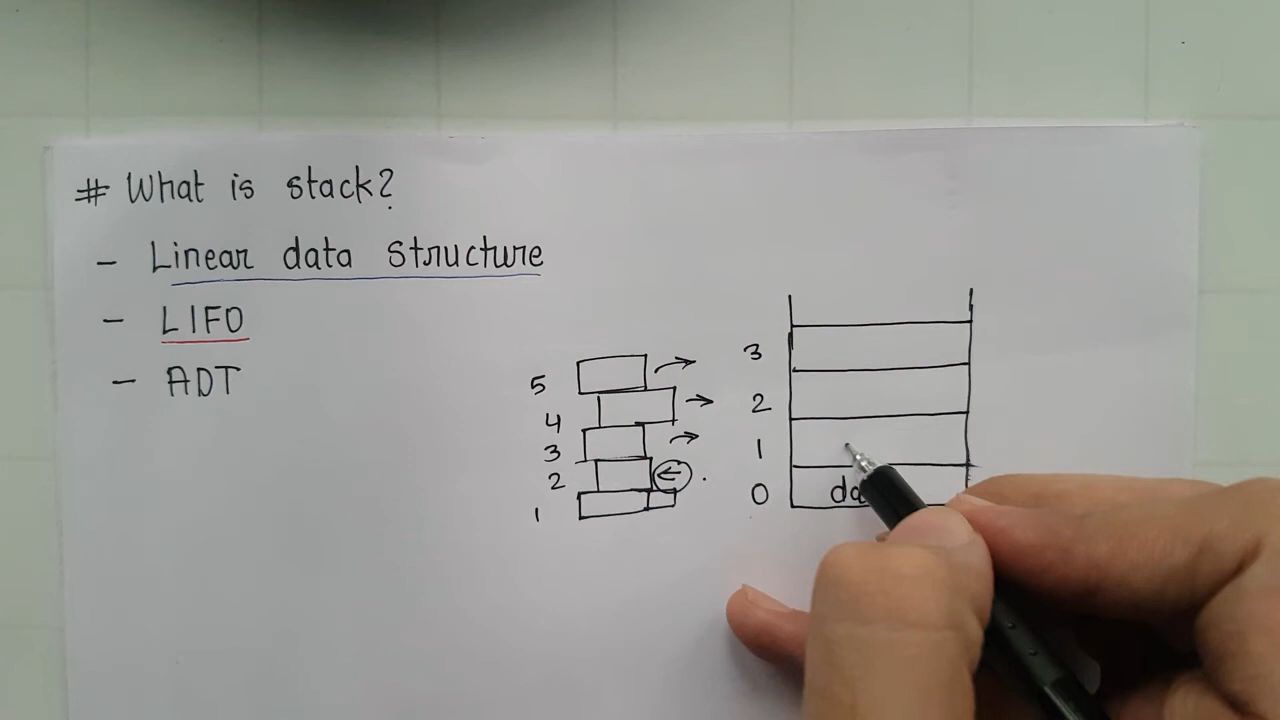 # What is stack?
- Linear data structure
- LIFO
- ADT
5
4
3
2
1
3
2
1
0